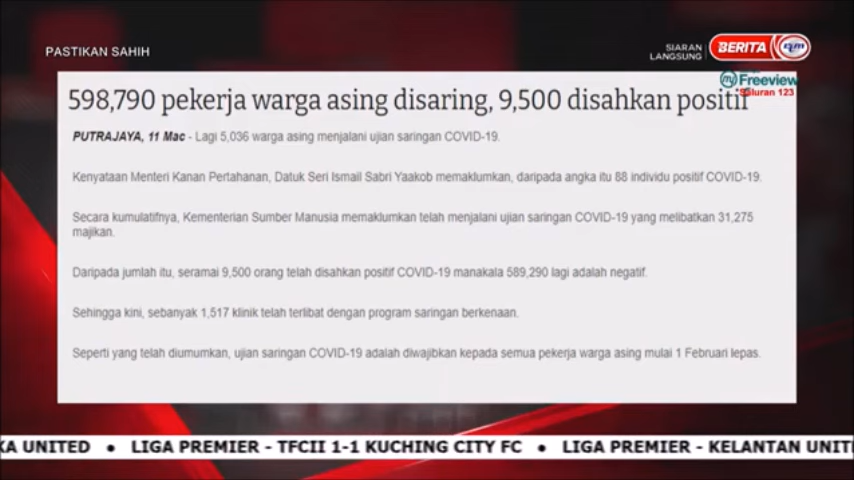 PASTIKAN SAHIH
SIARAN
LANGSUNG
BERITA rtm
my Freeview
Saluran 123
598,790 pekerja warga asing disaring, 9,500 disahkan positif
PUTRAJAYA, 11 Mac - Lagi 5,036 warga asing menjalani ujian saringan COVID-19.
Kenyataan Menteri Kanan Pertahanan, Datuk Seri Ismail Sabri Yaakob memaklumkan, daripada angka itu 88 individu positif COVID-19.
Secara kumulatifnya, Kementerian Sumber Manusia memaklumkan telah menjalani ujian saringan COVID-19 yang melibatkan 31,275
majikan.
Daripada jumlah itu, seramai 9,500 orang telah disahkan positif COVID-19 manakala 589,290 lagi adalah negatif.
Sehingga kini, sebanyak 1,517 klinik telah terlibat dengan program saringan berkenaan.
Seperti yang telah diumumkan, ujian saringan COVID-19 adalah diwajibkan kepada semua pekerja warga asing mulai 1 Februari lepas.
KA UNITED • LIGA PREMIER - TFCII 1-1 KUCHING CITY FC • LIGA PREMIER - KELANTAN UNIT